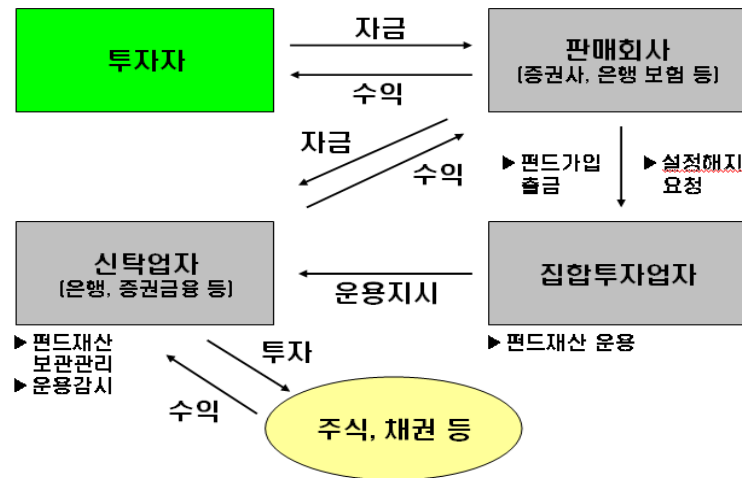 투자자
자금
수익
판매회사
(증권사, 은행 보험 등)
자금
수익
▶ 펀드가입
출금
▶ 설정해지
요청
신탁업자
(은행, 증권금융 등)
운용지시
집합투자업자
▶ 펀드재산
보관관리
▶ 운용감시
▶ 펀드재산 운용
투자
수익
주식, 채권 등